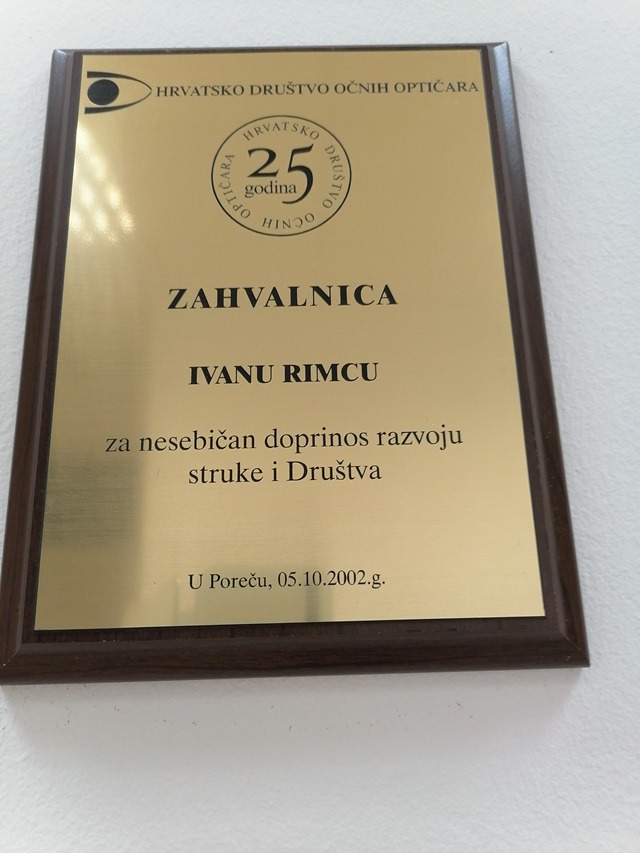 HRVATSKO DRUŠTVO OČNIH OPTIČARA
HRVATSKO DRUŠTVO OČNIH OPTIČARA
25
godina
ZAHVALNICA
IVANU RIMCU
za nesebičan doprinos razvoju
struke i Društva
U Poreču, 05.10.2002.g.